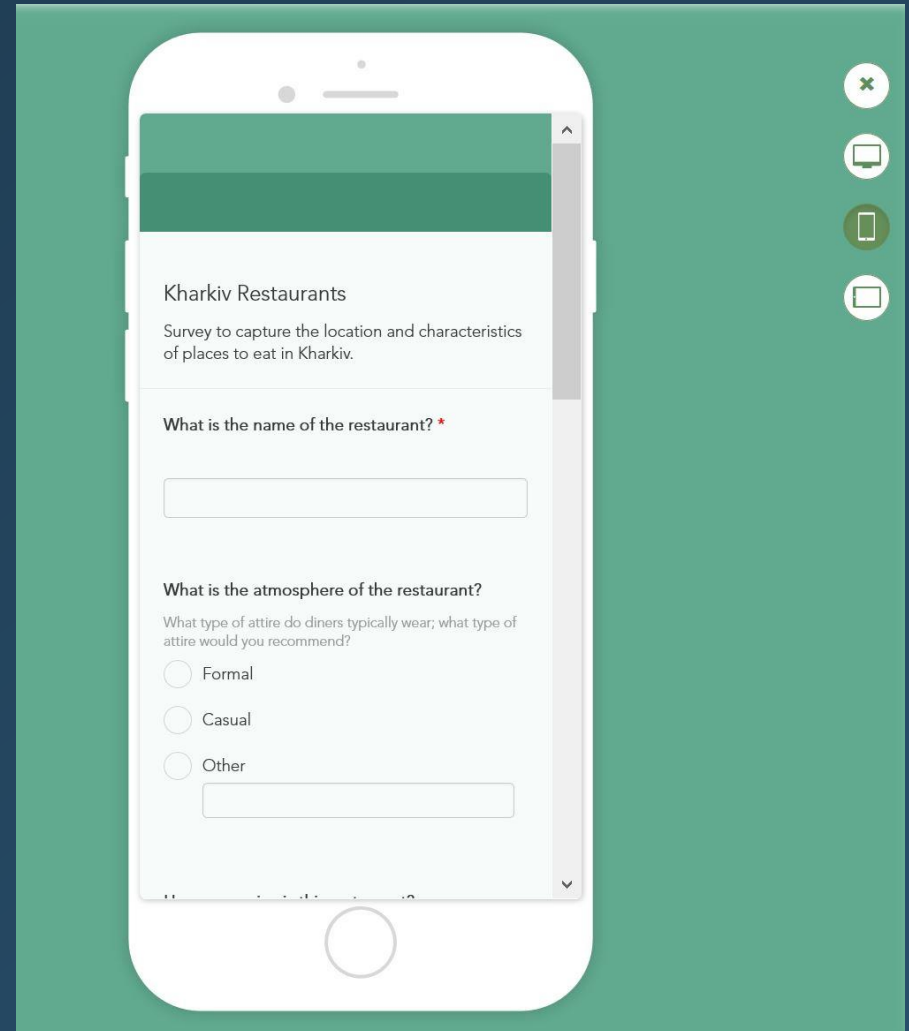 Kharkiv Restaurants
Survey to capture the location and characteristics
of places to eat in Kharkiv.
What is the name of the restaurant? *
What is the atmosphere of the restaurant?
What type of attire do diners typically wear; what type of
attire would you recommend?
Formal
Casual
Other